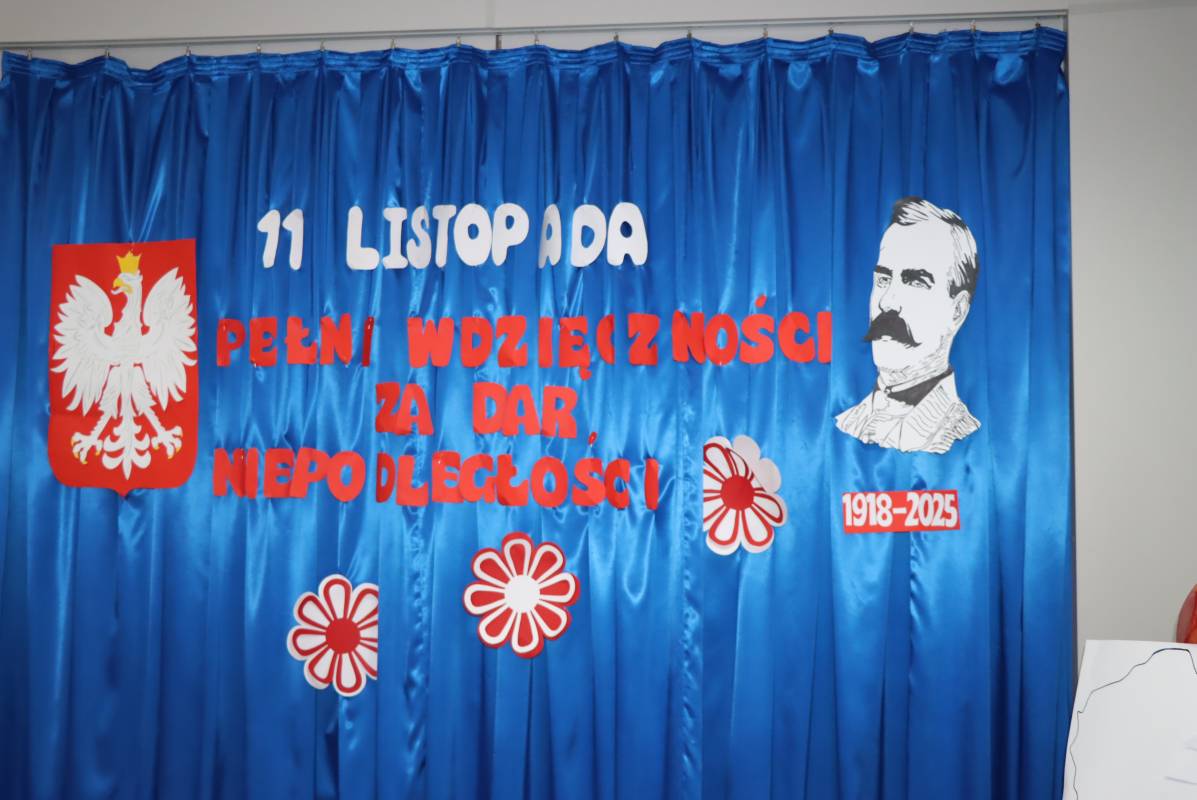 11 LISTOPADA
PEŁNI WDZIĘCZNOŚCI
ZA DAR
NIEPODLEGŁOŚCI
1918-2025